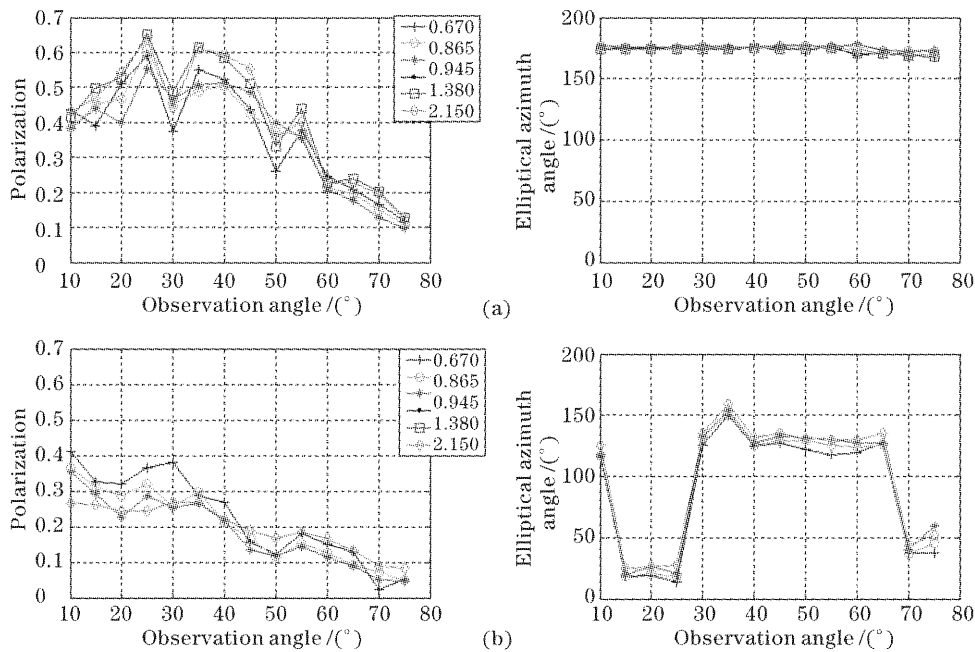 0.7
0.6
0.5
0.4
0.3
0.2
0.1
0
Polarization
0.670
0.865
0.945
1.380
2.150
10 20 30 40 50 60 70 80
Observation angle /(°)
200
150
100
50
0
Elliptical azimuth
angle /(°)
10 20 30 40 50 60 70 80
Observation angle /(°)
(a)
0.7
0.6
0.5
0.4
0.3
0.2
0.1
0
Polarization
0.670
0.865
0.945
1.380
2.150
10 20 30 40 50 60 70 80
Observation angle /(°)
200
150
100
50
0
Elliptical azimuth
angle /(°)
10 20 30 40 50 60 70 80
Observation angle /(°)
(b)